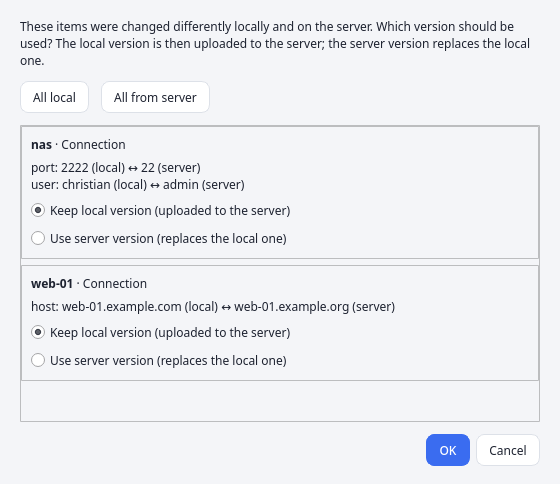 These items were changed differently locally and on the server. Which version should be
used? The local version is then uploaded to the server; the server version replaces the local
one.
All local
All from server
nas · Connection
port: 2222 (local) ↔ 22 (server)
user: christian (local) ↔ admin (server)
Keep local version (uploaded to the server)
Use server version (replaces the local one)
web-01 · Connection
host: web-01.example.com (local) ↔ web-01.example.org (server)
Keep local version (uploaded to the server)
Use server version (replaces the local one)
OK
Cancel